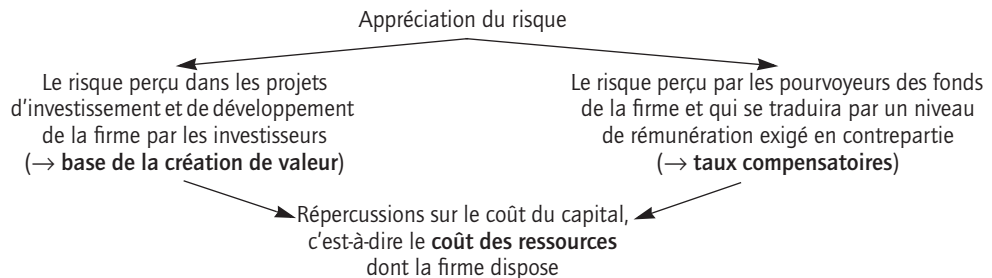 Appréciation du risque
Le risque perçu dans les projets
d'investissement et de développement
de la firme par les investisseurs
(→ base de la création de valeur)
Le risque perçu par les pourvoyeurs des fonds
de la firme et qui se traduira par un niveau
de rémunération exigé en contrepartie
(→ taux compensatoires)
Répercussions sur le coût du capital,
c'est-à-dire le coût des ressources
dont la firme dispose